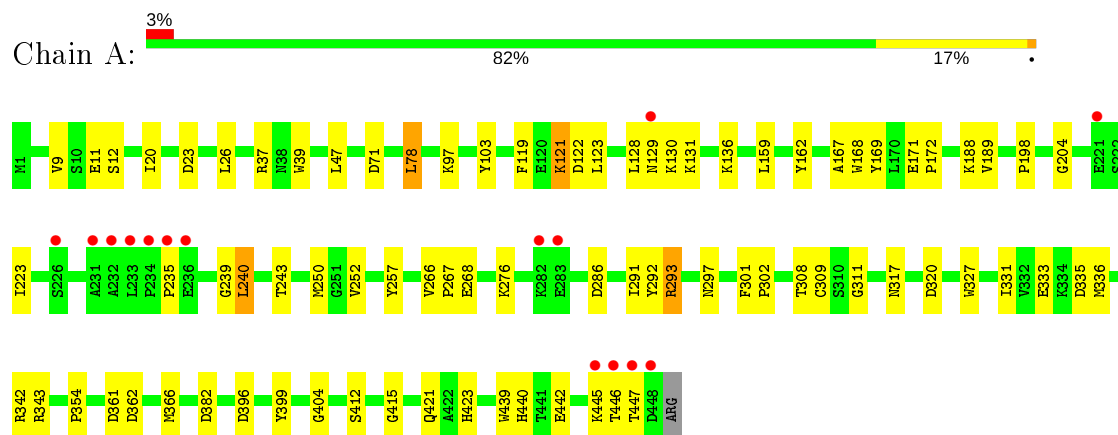 3%
Chain A:
82% 17% •
M1 V9 S10 E11 S12 I20 D23 L26 R37 N38 W39 L47 D71 L78 K97 Y103 F119 E120 K121 D122 L123 L128 N129 K130 K131 K136 L159 Y162 A167 W168 Y169 L170 E171 P172 K188 V189 P198 G204 E221 S222
I223 S226 A231 A232 L233 P234 P235 E236 G239 L240 T243 M250 G251 V252 Y257 V266 P267 E268 K276 K282 E283 D286 I291 Y292 R293 N297 F301 P302 T308 C309 S310 G311 N317 D320 W327 I331 V332 E333 K334 D335 M336
R342 R343 P354 D361 D362 M366 D382 D396 Y399 G404 S412 G415 Q421 A422 H423 W439 H440 T441 E442 K445 T446 T447 D448 ARG